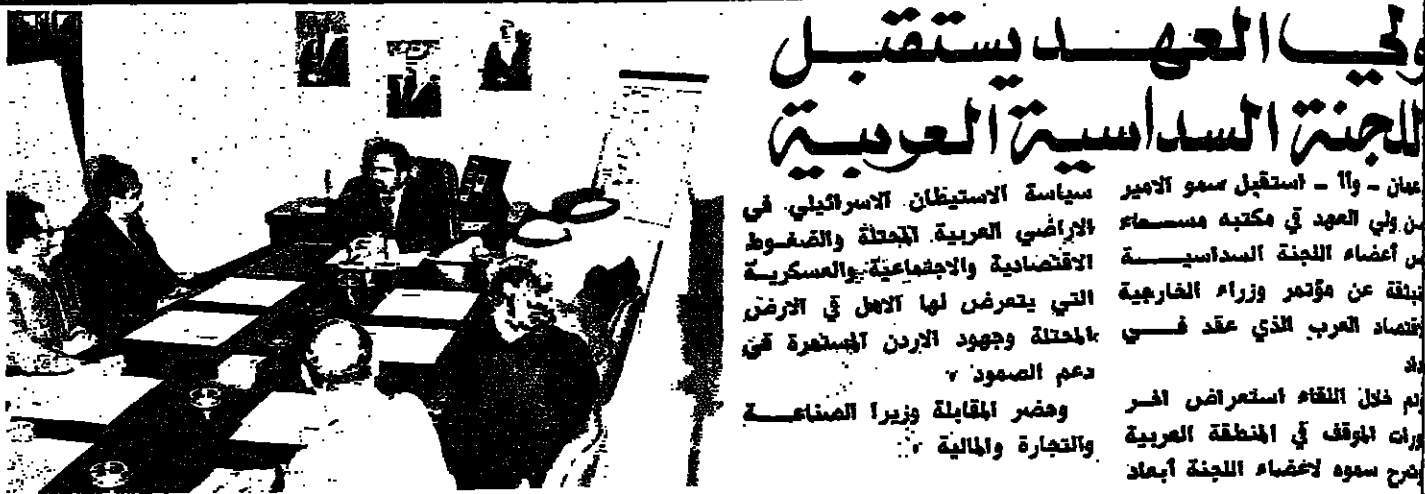 ولي العهد يستقبل
اللجنة السداسية العربية
عمان - وأأ - استقبل سمو الامير
ولي العهد في مكتبه مساء
أعضاء اللجنة السداسية
عن مؤتمر وزراء الخارجية
العرب الذي عقد في
خلال اللقاء استعراض اخر
الموقف في المنطقة العربية
سموه لاعضاء اللجنة أبعاد
سياسة الاستيطان الاسرائيلي في
الاراضي العربية المحتلة والضغوط
الاقتصادية والاجتماعية والعسكرية
التي يتعرض لها الاهل في الارض
المحتلة وجهود الاردن المستمرة في
دعم الصمود .
وحضر المقابلة وزيرا الصناعة
والتجارة والمالية .